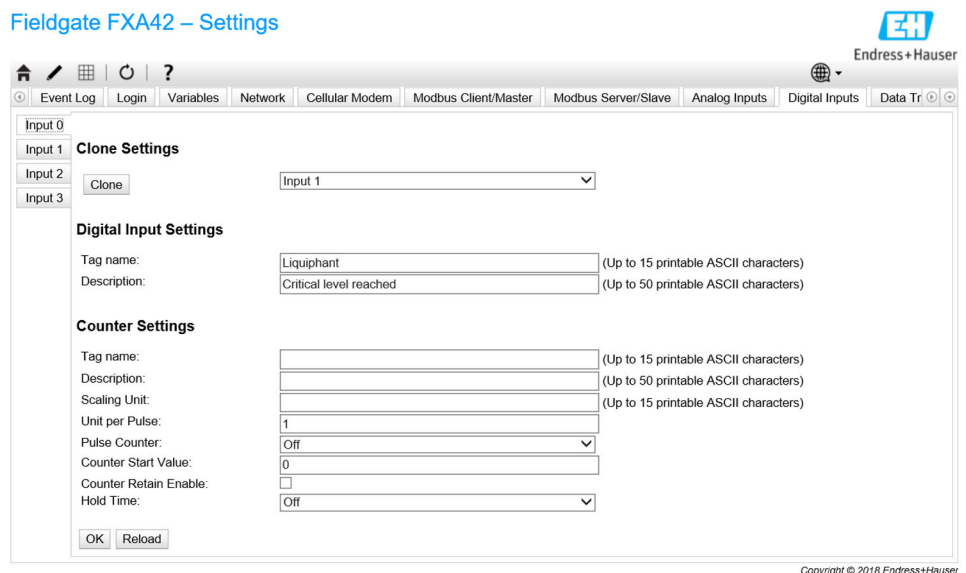 Fieldgate FXA42 – Settings
EH
Endress+Hauser
?
Event Log Login Variables Network Cellular Modem Modbus Client/Master Modbus Server/Slave Analog Inputs Digital Inputs Data Tr
Input 0
Input 1
Input 2
Input 3
Clone Settings
Clone Input 1
Digital Input Settings
Tag name: Liquiphant (Up to 15 printable ASCII characters)
Description: Critical level reached (Up to 50 printable ASCII characters)
Counter Settings
Tag name: (Up to 15 printable ASCII characters)
Description: (Up to 50 printable ASCII characters)
Scaling Unit: (Up to 15 printable ASCII characters)
Unit per Pulse: 1
Pulse Counter: Off
Counter Start Value: 0
Counter Retain Enable:
Hold Time: Off
OK Reload
Copyright © 2018 Endress+Hauser